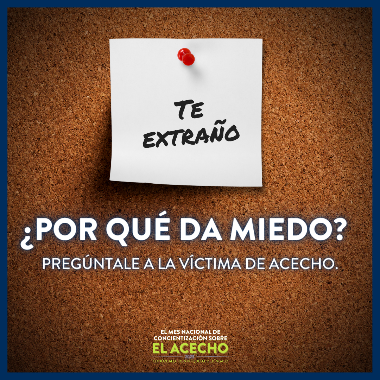 TE
EXTRAÑO
¿POR QUÉ DA MIEDO?
PREGÚNTALE A LA VÍCTIMA DE ACECHO.
EL MES NACIONAL DE
CONCIENTIZACIÓN SOBRE
EL ACECHO